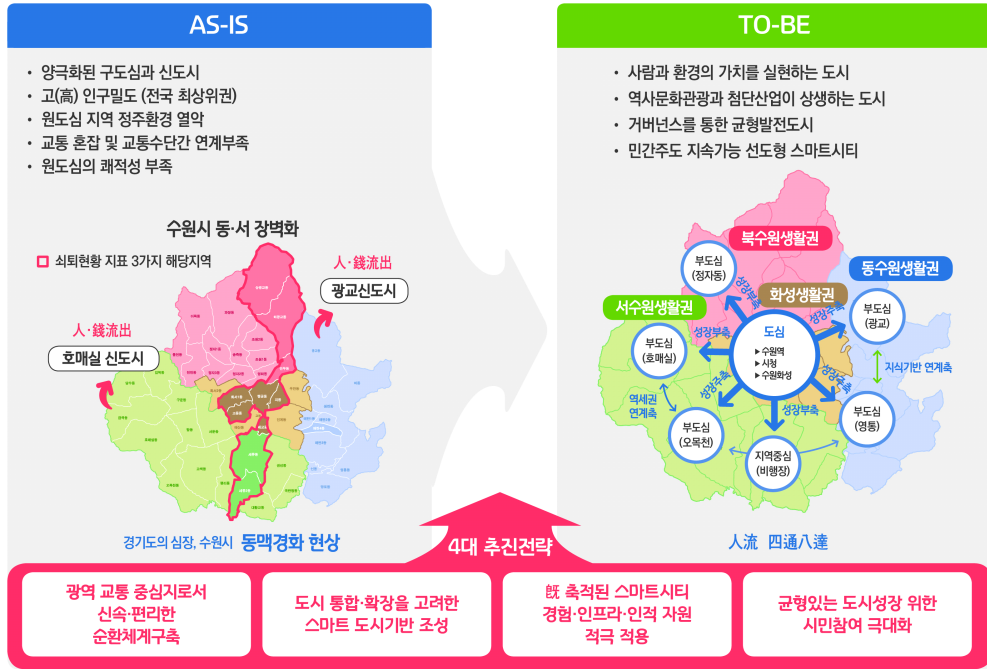 AS-IS
• 양극화된 구도심과 신도시
• 고(高) 인구밀도 (전국 최상위권)
• 원도심 지역 정주환경 열악
• 교통 혼잡 및 교통수단간 연계부족
• 원도심의 쾌적성 부족
수원시 동·서 장벽화
쇠퇴현황 지표 3가지 해당지역
人·錢流出
광교신도시
人·錢流出
호매실 신도시
경기도의 심장, 수원시 동맥경화 현상
TO-BE
• 사람과 환경의 가치를 실현하는 도시
• 역사문화관광과 첨단산업이 상생하는 도시
• 거버넌스를 통한 균형발전도시
• 민간주도 지속가능 선도형 스마트시티
북수원생활권
부도심
(정자동)
동수원생활권
화성생활권
서수원생활권
성장부축
성장주축
부도심
(광교)
부도심
(호매실)
성장부축
도심
▶ 수원역
▶ 시청
▶ 수원화성
지식기반 연계축
성장주축
성장주축
역세권
연계축
성장부축
부도심
(오목천)
부도심
(영통)
지역중심
(비행장)
人流 四通八達
4대 추진전략
광역 교통 중심지로서
신속·편리한
순환체계구축
도시 통합·확장을 고려한
스마트 도시기반 조성
旣 축적된 스마트시티
경험·인프라·인적 자원
적극 적용
균형있는 도시성장 위한
시민참여 극대화